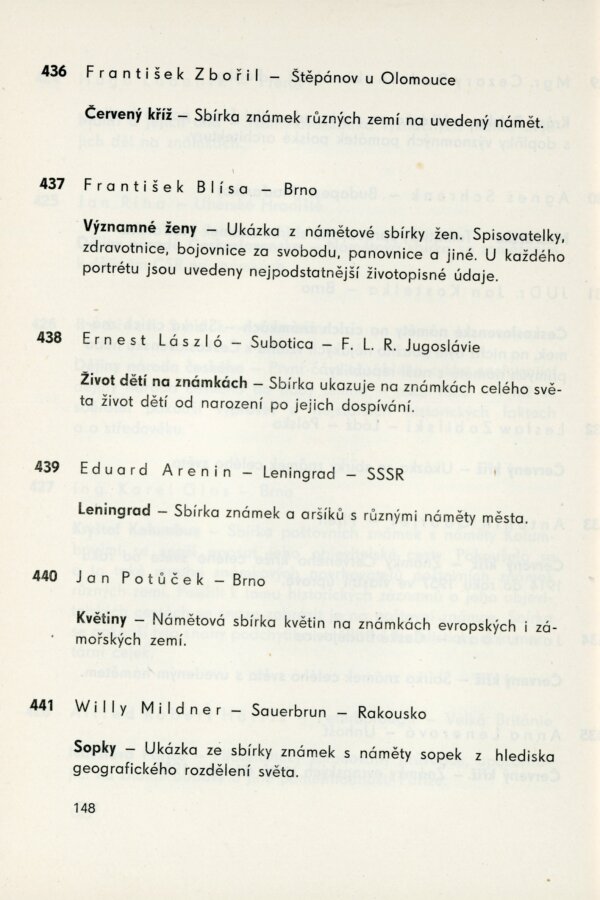 436 František Zbořil – Štěpánov u Olomouce
Červený kříž – Sbírka známek různých zemí na uvedený námět.
437 František Blísa – Brno
Významné ženy – Ukázka z námětové sbírky žen. Spisovatelky,
zdravotnice, bojovnice za svobodu, panovnice a jiné. U každého
portrétu jsou uvedeny nejpodstatnější životopisné údaje.
438 Ernest László – Subotica – F. L. R. Jugoslávie
Život dětí na známkách – Sbírka ukazuje na známkách celého svě-
ta život dětí od narození po jejich dospívání.
439 Eduard Arenin – Leningrad – SSSR
Leningrad – Sbírka známek a aršíků s různými náměty města.
440 Jan Potůček – Brno
Květiny – Námětová sbírka květin na známkách evropských i zá-
mořských zemí.
441 Willy Mildner – Sauerbrun – Rakousko
Sopky – Ukázka ze sbírky známek s náměty sopek z hlediska
geografického rozdělení světa.
148